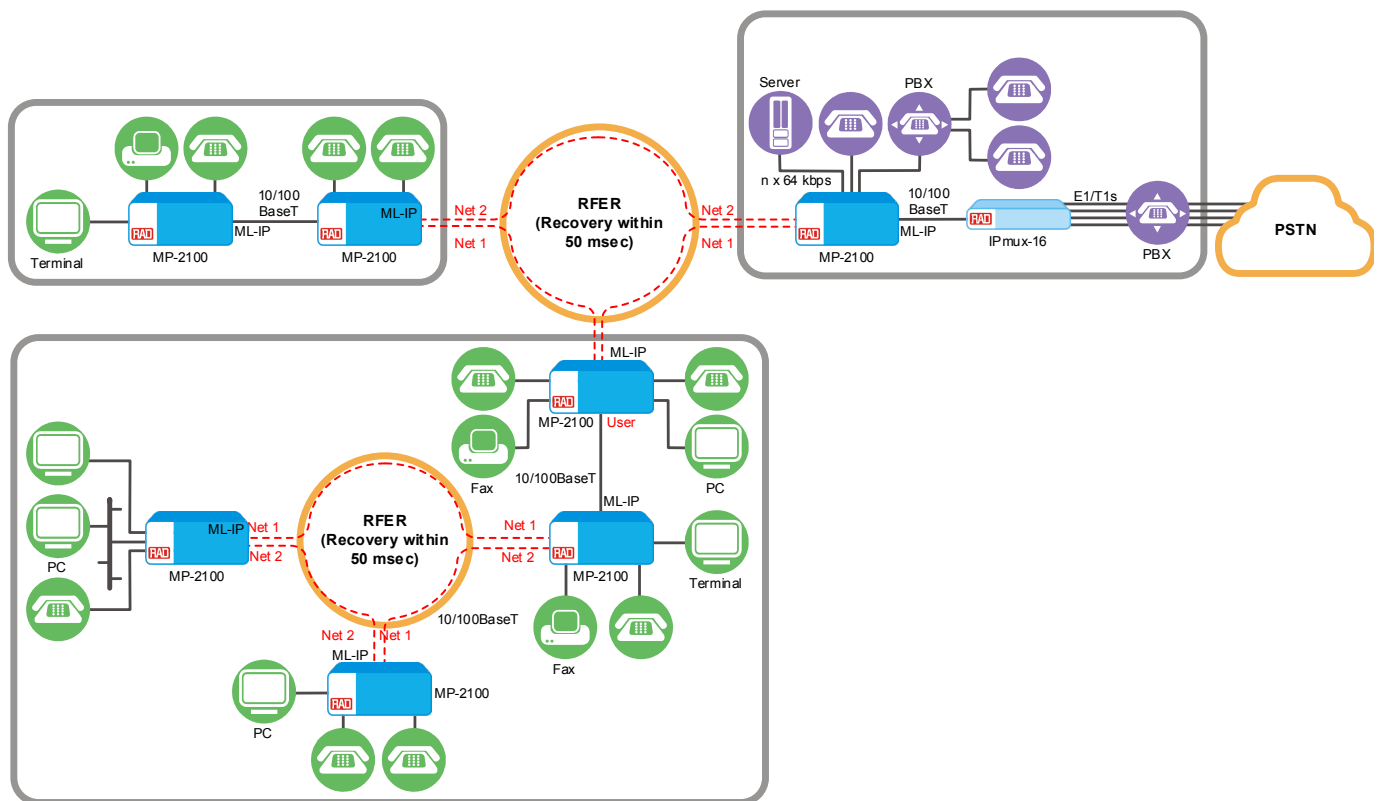 Server
PBX
n x 64 kbps
10/100
BaseT
ML-IP
RAD
MP-2100
E1/T1s
RAD
IPmux-16
PBX
PSTN
Terminal
RAD
ML-IP
MP-2100
10/100
BaseT
ML-IP
RAD
MP-2100
Net 2
Net 1
RFER
(Recovery within
50 msec)
Net 2
Net 1
ML-IP
RAD
MP-2100
User
Fax
PC
10/100BaseT
ML-IP
RAD
MP-2100
Terminal
Fax
Net 1
Net 2
RFER
(Recovery within
50 msec)
Net 1
Net 2
ML-IP
RAD
MP-2100
PC
10/100BaseT
Net 2
Net 1
ML-IP
RAD
MP-2100
PC